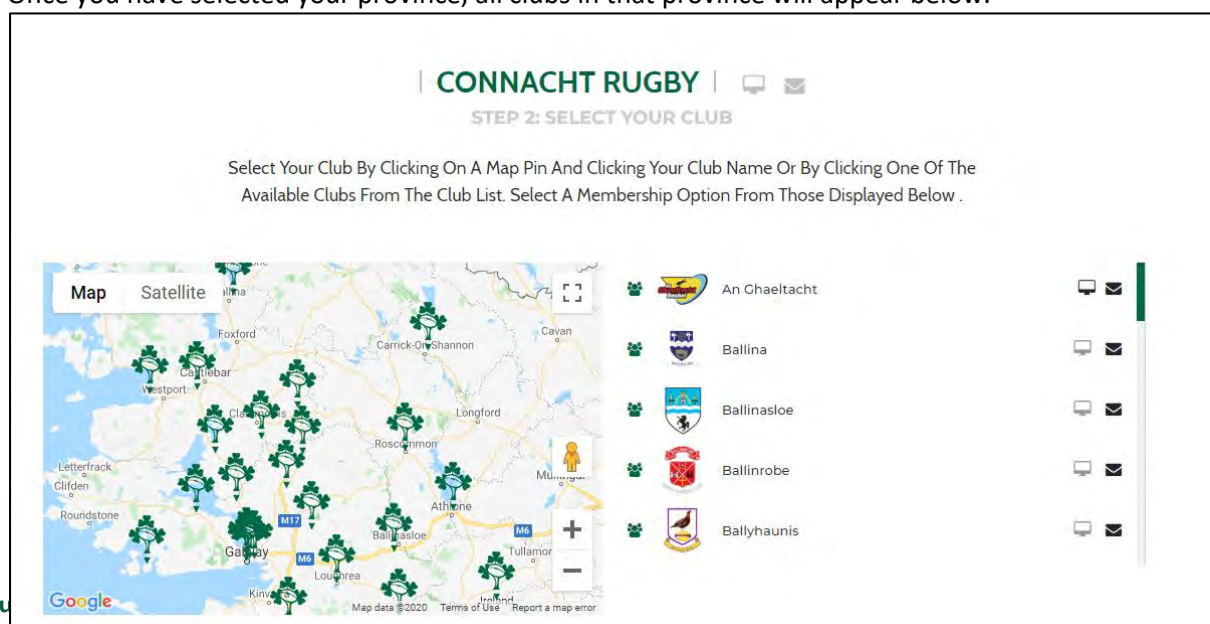 Once you have selected your province, all clubs in that province will appear below.
| CONNACHT RUGBY |
STEP 2: SELECT YOUR CLUB
Select Your Club By Clicking On A Map Pin And Clicking Your Club Name Or By Clicking One Of The
Available Clubs From The Club List. Select A Membership Option From Those Displayed Below .
Map Satellite
Foxford
Cavan
Carrick-On-Shannon
Castlebar
Westport
Longford
Roscommon
Letterfrack
Clifden
Roundstone
Athlone
M17
M6
Ballinasloe
Galway
M6
Tullamor
Loughrea
Kinv
Ireland
Google
Map data ©2020 Terms of Use Report a map error
An Ghaeltacht
Ballina
Ballinasloe
Ballinrobe
Ballyhaunis